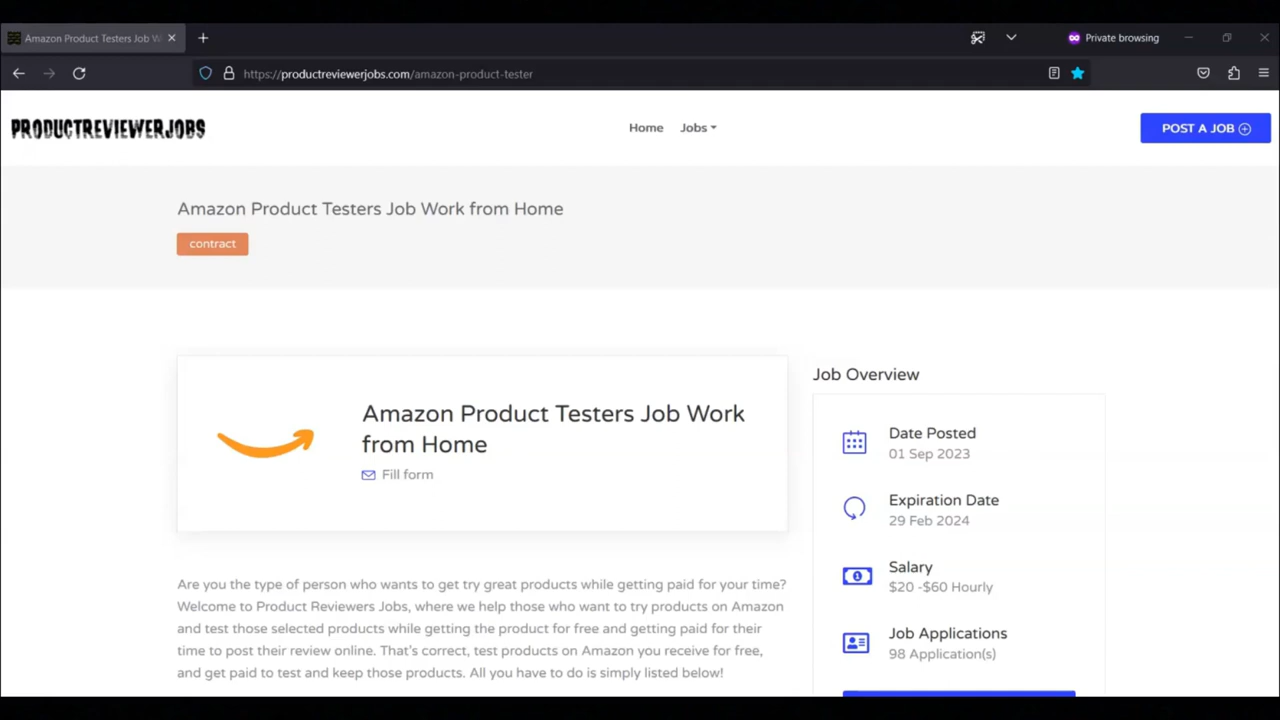 Amazon Product Testers Job W
Private browsing
https://productreviewerjobs.com/amazon-product-tester
PRODUCTREVIEWERJOBS
Home
Jobs
POST A JOB
Amazon Product Testers Job Work from Home
contract
Amazon Product Testers Job Work
from Home
Fill form
Are you the type of person who wants to get try great products while getting paid for your time?
Welcome to Product Reviewers Jobs, where we help those who want to try products on Amazon
and test those selected products while getting the product for free and getting paid for their
time to post their review online. That's correct, test products on Amazon you receive for free,
and get paid to test and keep those products. All you have to do is simply listed below!
Job Overview
Date Posted
01 Sep 2023
Expiration Date
29 Feb 2024
Salary
$20 -$60 Hourly
Job Applications
98 Application(s)